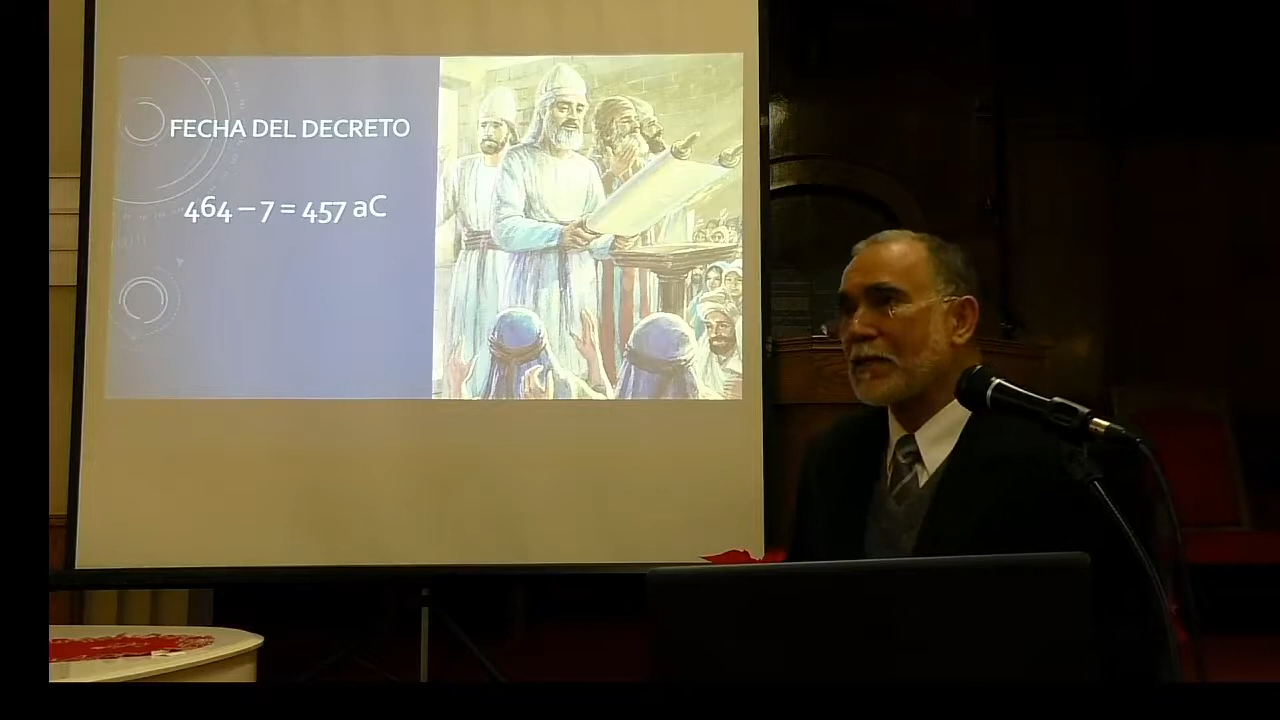 FECHA DEL DECRETO
464 – 7 = 457 aC